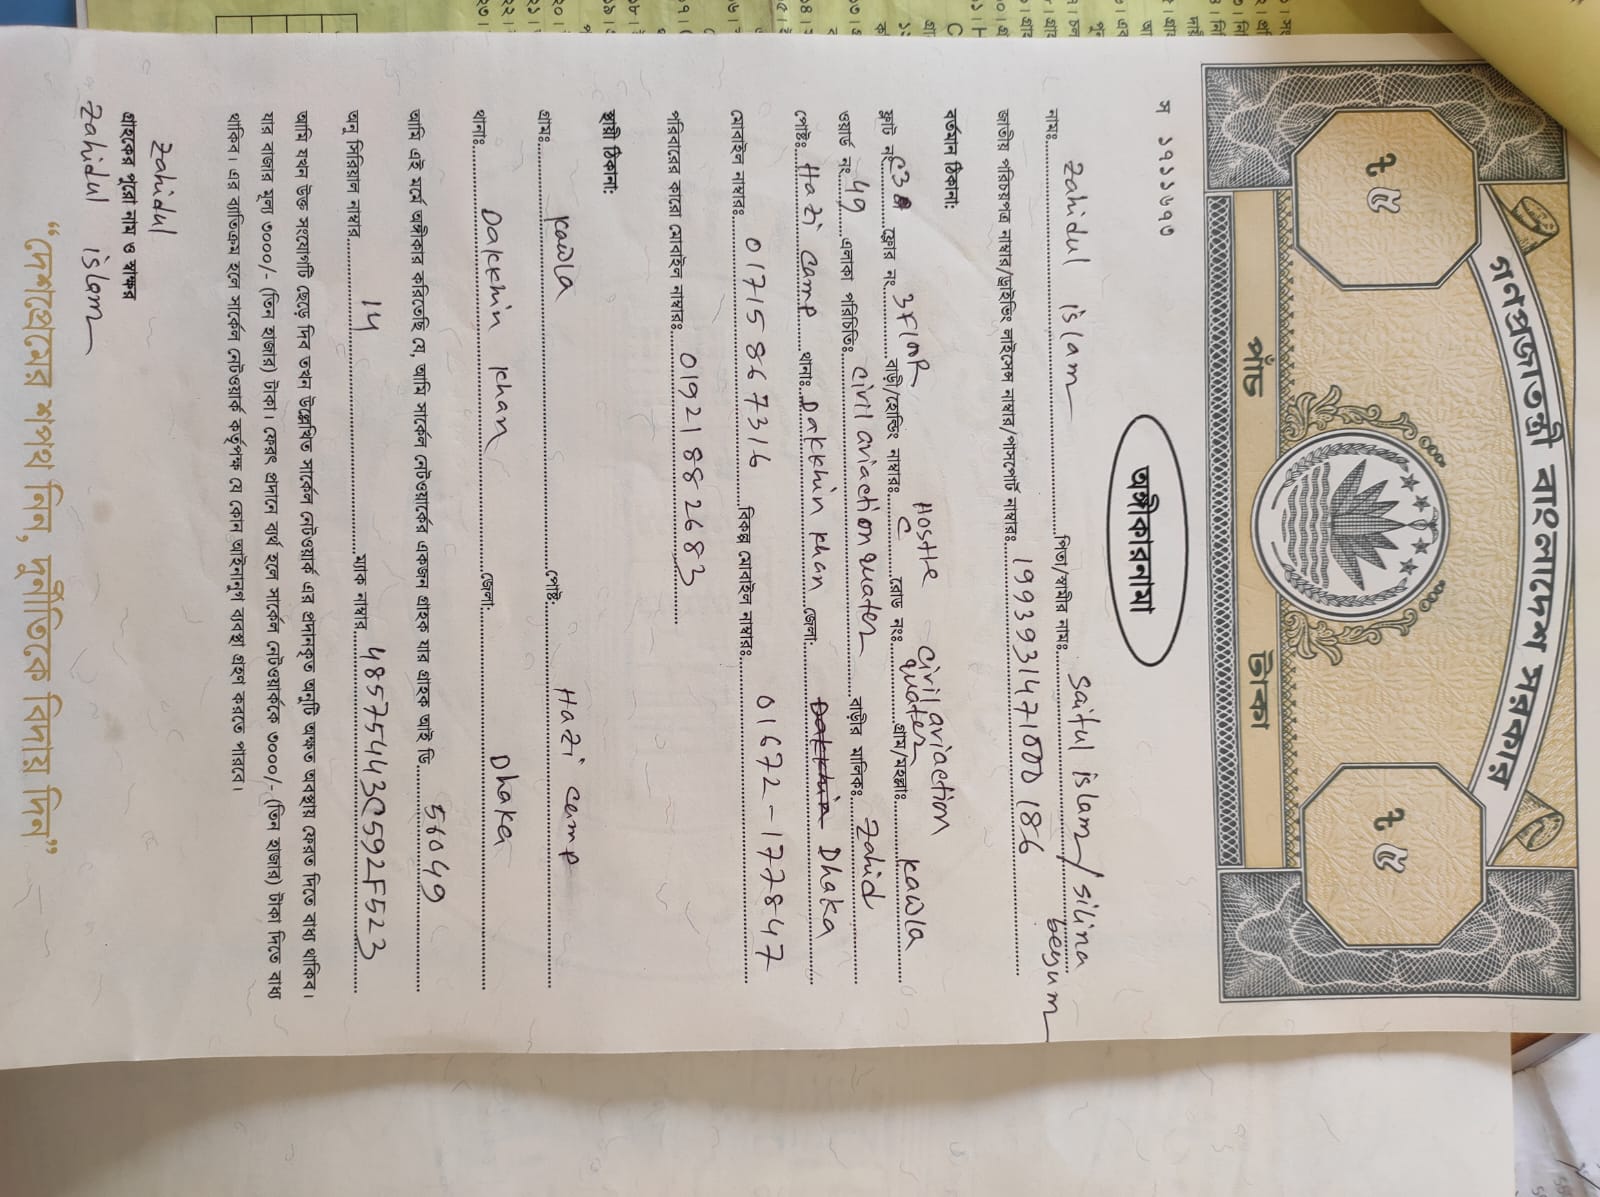 গণপ্রজাতন্ত্রী বাংলাদেশ সরকার
৳ ৫
৳ ৫
পাঁচ টাকা
স ১৭১১৬৭৩
অঙ্গীকারনামা
নামঃ Zahidul islam পিতা/স্বামীর নাম: saiful islam/silina begum
জাতীয় পরিচয়পত্র নাম্বার/ড্রাইভিং লাইসেন্স নাম্বার/পাসপোর্ট নাম্বারঃ 1993931471000186
বর্তমান ঠিকানা:
ফ্লাট নং C3 ফ্লোর নং 3FlooR বাড়ী/হোল্ডিং নাম্বারঃ Hostle C রোড নংঃ civil aviaction quater গ্রাম/মহল্লাঃ Kawla
ওয়ার্ড নং 49 এলাকা পরিচিতিঃ civil aviaction quater বাড়ীর মালিকঃ Zahid
পোষ্টঃ Hazi camp থানাঃ Dakkhin khan জেলা: Dhaka
মোবাইল নাম্বারঃ 01715867316 বিকল্প মোবাইল নাম্বারঃ 01672-177847
পরিবারের কারো মোবাইল নাম্বারঃ 01921882683
স্থায়ী ঠিকানা:
গ্রামঃ Kawla পোষ্ট: Hazi camp
থানাঃ Dakkhin khan জেলা: Dhaka
আমি এই মর্মে অঙ্গীকার করিতেছি যে, আমি সার্কেল নেটওয়ার্কের একজন গ্রাহক যার গ্রাহক আই ডি 56049
অনু সিরিয়াল নাম্বার 14 ম্যাক নাম্বার 48575443C592F523
আমি যখন উক্ত সংযোগটি ছেড়ে দিব তখন উল্লেখিত সার্কেল নেটওয়ার্ক এর প্রদানকৃত অনুটি অক্ষত অবস্থায় ফেরত দিতে বাধ্য থাকিব।
যার বাজার মূল্য ৩০০০/- (তিন হাজার) টাকা। ফেরৎ প্রদানে ব্যর্থ হলে সার্কেল নেটওয়ার্ককে ৩০০০/- (তিন হাজার) টাকা দিতে বাধ্য
থাকিব। এর ব্যতিক্রম হলে সার্কেল নেটওয়ার্ক কর্তৃপক্ষ যে কোন আইনানুগ ব্যবস্থা গ্রহণ করতে পারবে।
Zahidul
গ্রাহকের পুরো নাম ও স্বাক্ষর
Zahidul islam
“দেশপ্রেমের শপথ নিন, দুর্নীতিকে বিদায় দিন”